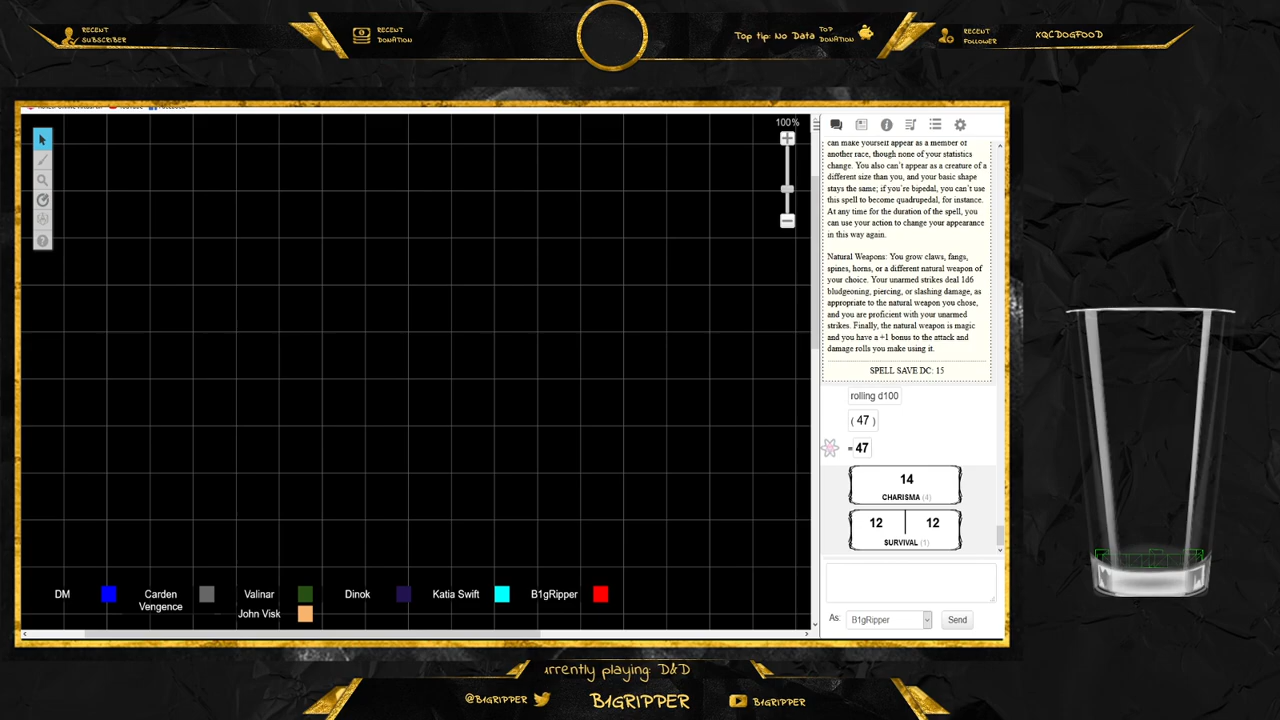 RECENT
SUBSCRIBER
RECENT
DONATION
Top tip: No Data
TOP
DONATION
RECENT
FOLLOWER
XQCDOGFOOD
100%
can make yourself appear as a member of
another race, though none of your statistics
change. You also can't appear as a creature of a
different size than you, and your basic shape
stays the same; if you're bipedal, you can't use
this spell to become quadrupedal, for instance.
At any time for the duration of the spell, you
can use your action to change your appearance
in this way again.
Natural Weapons: You grow claws, fangs,
spines, horns, or a different natural weapon of
your choice. Your unarmed strikes deal 1d6
bludgeoning, piercing, or slashing damage, as
appropriate to the natural weapon you chose,
and you are proficient with your unarmed
strikes. Finally, the natural weapon is magic
and you have a +1 bonus to the attack and
damage rolls you make using it.
SPELL SAVE DC: 15
rolling d100
( 47 )
= 47
14
CHARISMA (4)
12 12
SURVIVAL (1)
As: B1gRipper Send
DM
Carden
Vengence
Valinar
Dinok
Katia Swift
B1gRipper
John Visk
urrently playing: D&D
@B1GRIPPER
B1GRIPPER
B1GRIPPER